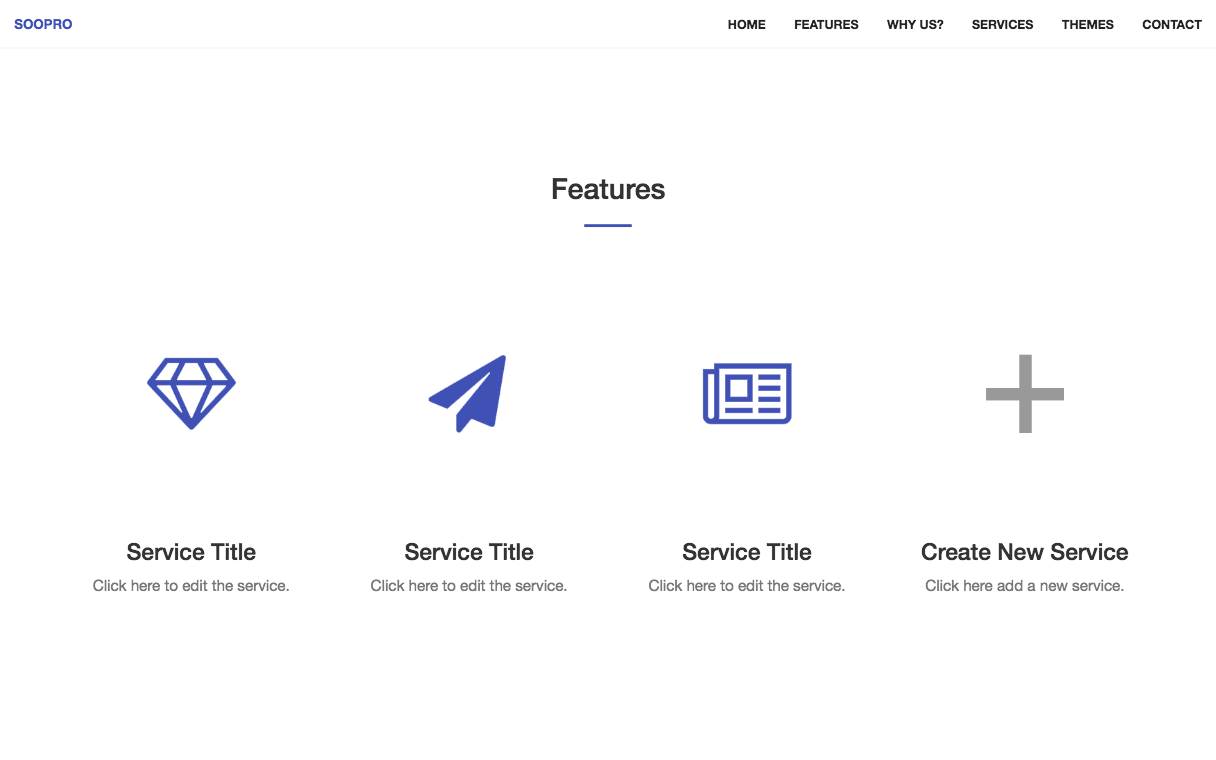 SOOPRO HOME FEATURES WHY US? SERVICES THEMES CONTACT
Features
Service Title
Click here to edit the service.
Service Title
Click here to edit the service.
Service Title
Click here to edit the service.
Create New Service
Click here add a new service.